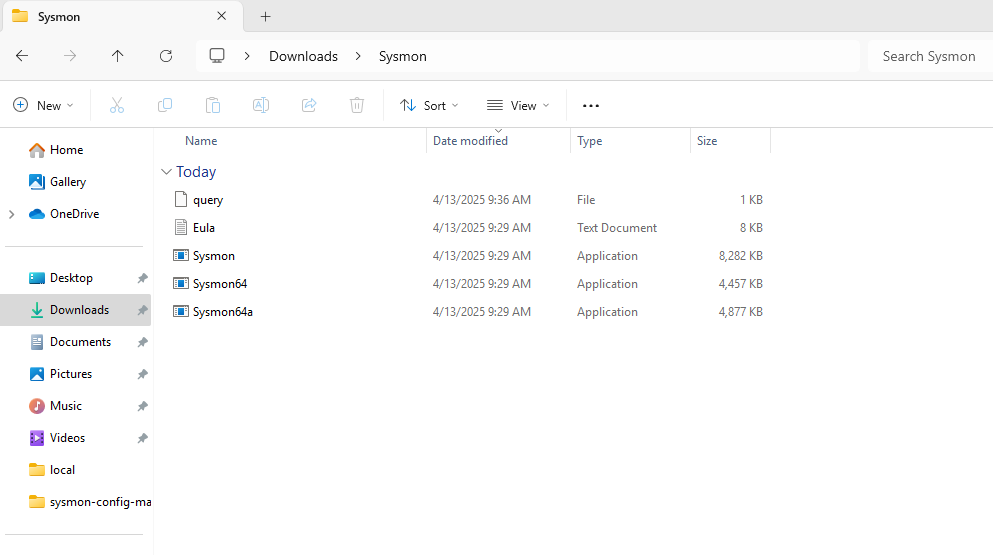 Sysmon
Downloads Sysmon Search Sysmon
New Sort View
Name Date modified Type Size
Home
Gallery
OneDrive
Desktop
Downloads
Documents
Pictures
Music
Videos
local
sysmon-config-ma
Today
query 4/13/2025 9:36 AM File 1 KB
Eula 4/13/2025 9:29 AM Text Document 8 KB
Sysmon 4/13/2025 9:29 AM Application 8,282 KB
Sysmon64 4/13/2025 9:29 AM Application 4,457 KB
Sysmon64a 4/13/2025 9:29 AM Application 4,877 KB